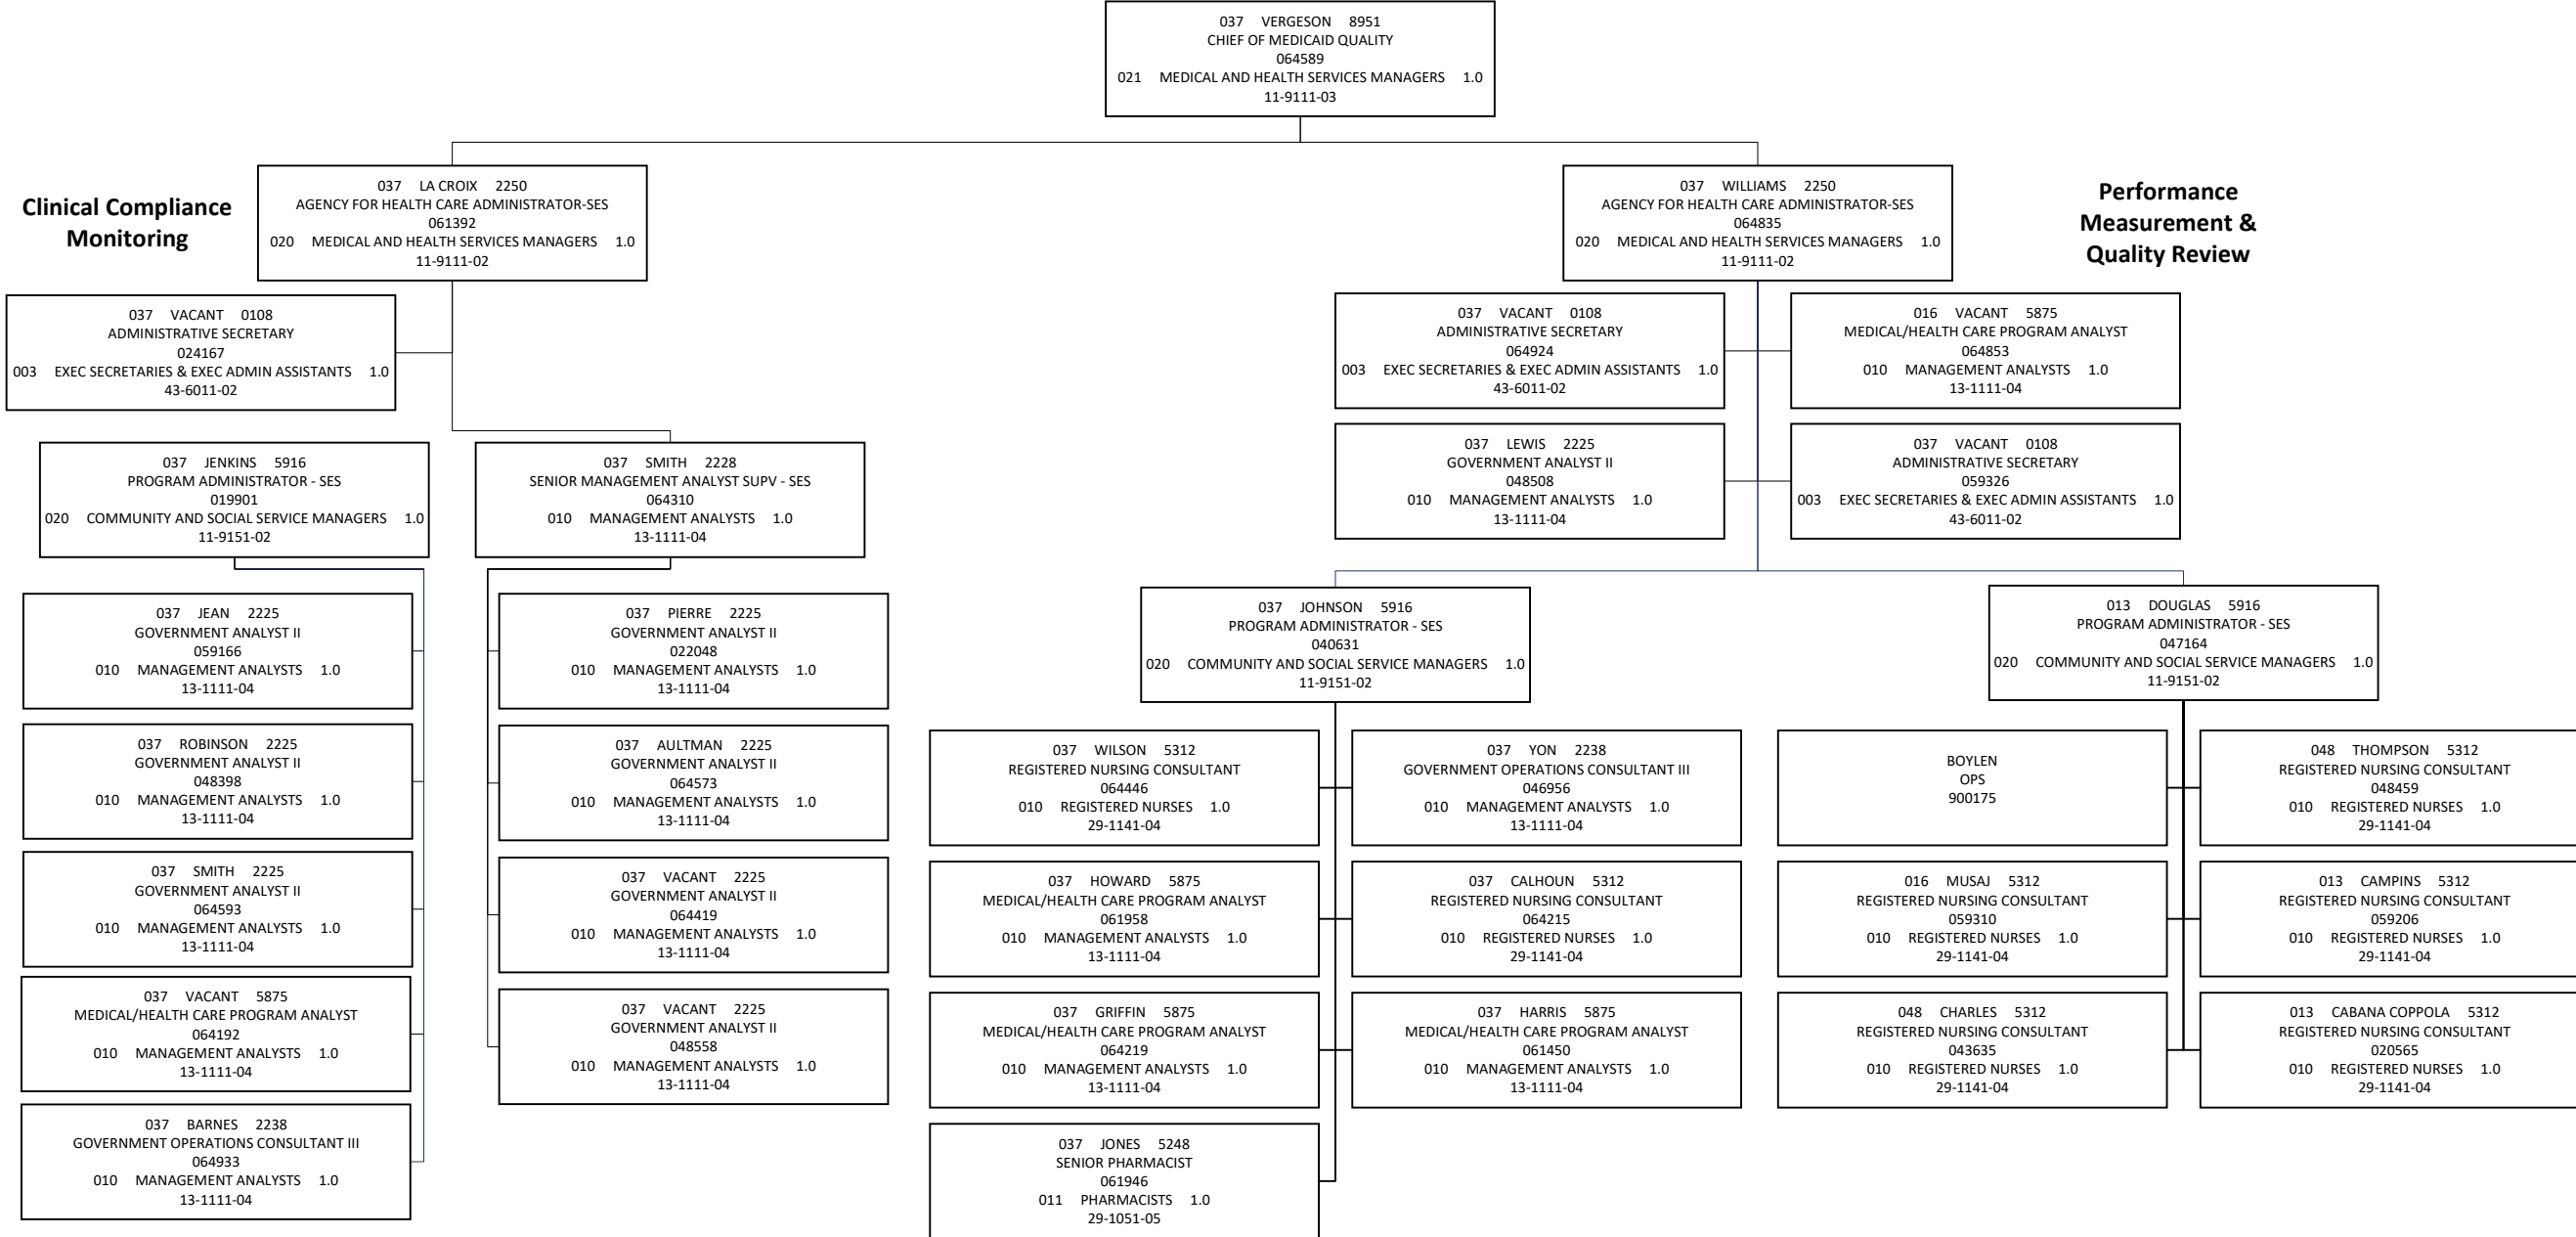 037 VERGESON 8951
CHIEF OF MEDICAID QUALITY
064589
021 MEDICAL AND HEALTH SERVICES MANAGERS 1.0
11-9111-03
Clinical Compliance
Monitoring
037 LA CROIX 2250
AGENCY FOR HEALTH CARE ADMINISTRATOR-SES
061392
020 MEDICAL AND HEALTH SERVICES MANAGERS 1.0
11-9111-02
037 WILLIAMS 2250
AGENCY FOR HEALTH CARE ADMINISTRATOR-SES
064835
020 MEDICAL AND HEALTH SERVICES MANAGERS 1.0
11-9111-02
Performance
Measurement &
Quality Review
037 VACANT 0108
ADMINISTRATIVE SECRETARY
024167
003 EXEC SECRETARIES & EXEC ADMIN ASSISTANTS 1.0
43-6011-02
037 VACANT 0108
ADMINISTRATIVE SECRETARY
064924
003 EXEC SECRETARIES & EXEC ADMIN ASSISTANTS 1.0
43-6011-02
016 VACANT 5875
MEDICAL/HEALTH CARE PROGRAM ANALYST
064853
010 MANAGEMENT ANALYSTS 1.0
13-1111-04
037 LEWIS 2225
GOVERNMENT ANALYST II
048508
010 MANAGEMENT ANALYSTS 1.0
13-1111-04
037 VACANT 0108
ADMINISTRATIVE SECRETARY
059326
003 EXEC SECRETARIES & EXEC ADMIN ASSISTANTS 1.0
43-6011-02
037 JENKINS 5916
PROGRAM ADMINISTRATOR - SES
019901
020 COMMUNITY AND SOCIAL SERVICE MANAGERS 1.0
11-9151-02
037 SMITH 2228
SENIOR MANAGEMENT ANALYST SUPV - SES
064310
010 MANAGEMENT ANALYSTS 1.0
13-1111-04
037 JEAN 2225
GOVERNMENT ANALYST II
059166
010 MANAGEMENT ANALYSTS 1.0
13-1111-04
037 ROBINSON 2225
GOVERNMENT ANALYST II
048398
010 MANAGEMENT ANALYSTS 1.0
13-1111-04
037 SMITH 2225
GOVERNMENT ANALYST II
064593
010 MANAGEMENT ANALYSTS 1.0
13-1111-04
037 VACANT 5875
MEDICAL/HEALTH CARE PROGRAM ANALYST
064192
010 MANAGEMENT ANALYSTS 1.0
13-1111-04
037 BARNES 2238
GOVERNMENT OPERATIONS CONSULTANT III
064933
010 MANAGEMENT ANALYSTS 1.0
13-1111-04
037 PIERRE 2225
GOVERNMENT ANALYST II
022048
010 MANAGEMENT ANALYSTS 1.0
13-1111-04
037 AULTMAN 2225
GOVERNMENT ANALYST II
064573
010 MANAGEMENT ANALYSTS 1.0
13-1111-04
037 VACANT 2225
GOVERNMENT ANALYST II
064419
010 MANAGEMENT ANALYSTS 1.0
13-1111-04
037 VACANT 2225
GOVERNMENT ANALYST II
048558
010 MANAGEMENT ANALYSTS 1.0
13-1111-04
037 JOHNSON 5916
PROGRAM ADMINISTRATOR - SES
040631
020 COMMUNITY AND SOCIAL SERVICE MANAGERS 1.0
11-9151-02
037 WILSON 5312
REGISTERED NURSING CONSULTANT
064446
010 REGISTERED NURSES 1.0
29-1141-04
037 YON 2238
GOVERNMENT OPERATIONS CONSULTANT III
046956
010 MANAGEMENT ANALYSTS 1.0
13-1111-04
037 HOWARD 5875
MEDICAL/HEALTH CARE PROGRAM ANALYST
061958
010 MANAGEMENT ANALYSTS 1.0
13-1111-04
037 CALHOUN 5312
REGISTERED NURSING CONSULTANT
064215
010 REGISTERED NURSES 1.0
29-1141-04
037 GRIFFIN 5875
MEDICAL/HEALTH CARE PROGRAM ANALYST
064219
010 MANAGEMENT ANALYSTS 1.0
13-1111-04
037 HARRIS 5875
MEDICAL/HEALTH CARE PROGRAM ANALYST
061450
010 MANAGEMENT ANALYSTS 1.0
13-1111-04
037 JONES 5248
SENIOR PHARMACIST
061946
011 PHARMACISTS 1.0
29-1051-05
013 DOUGLAS 5916
PROGRAM ADMINISTRATOR - SES
047164
020 COMMUNITY AND SOCIAL SERVICE MANAGERS 1.0
11-9151-02
BOYLEN
OPS
900175
048 THOMPSON 5312
REGISTERED NURSING CONSULTANT
048459
010 REGISTERED NURSES 1.0
29-1141-04
016 MUSAJ 5312
REGISTERED NURSING CONSULTANT
059310
010 REGISTERED NURSES 1.0
29-1141-04
013 CAMPINS 5312
REGISTERED NURSING CONSULTANT
059206
010 REGISTERED NURSES 1.0
29-1141-04
048 CHARLES 5312
REGISTERED NURSING CONSULTANT
043635
010 REGISTERED NURSES 1.0
29-1141-04
013 CABANA COPPOLA 5312
REGISTERED NURSING CONSULTANT
020565
010 REGISTERED NURSES 1.0
29-1141-04